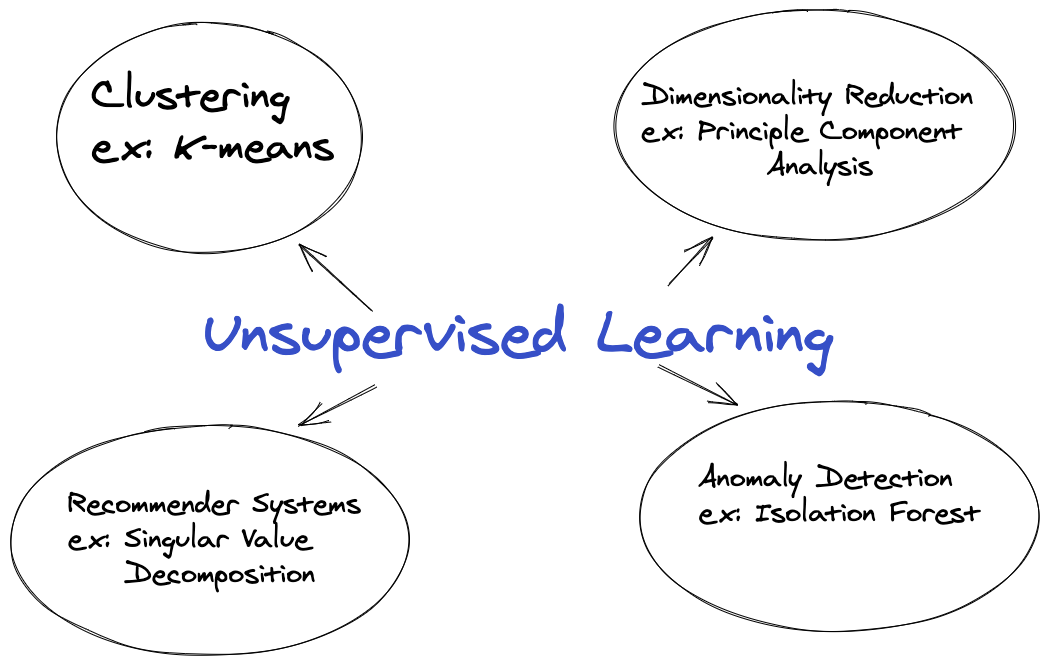 Clustering
ex: K-means
Dimensionality Reduction
ex: Principle Component
Analysis
Unsupervised Learning
Recommender Systems
ex: Singular Value
Decomposition
Anomaly Detection
ex: Isolation Forest